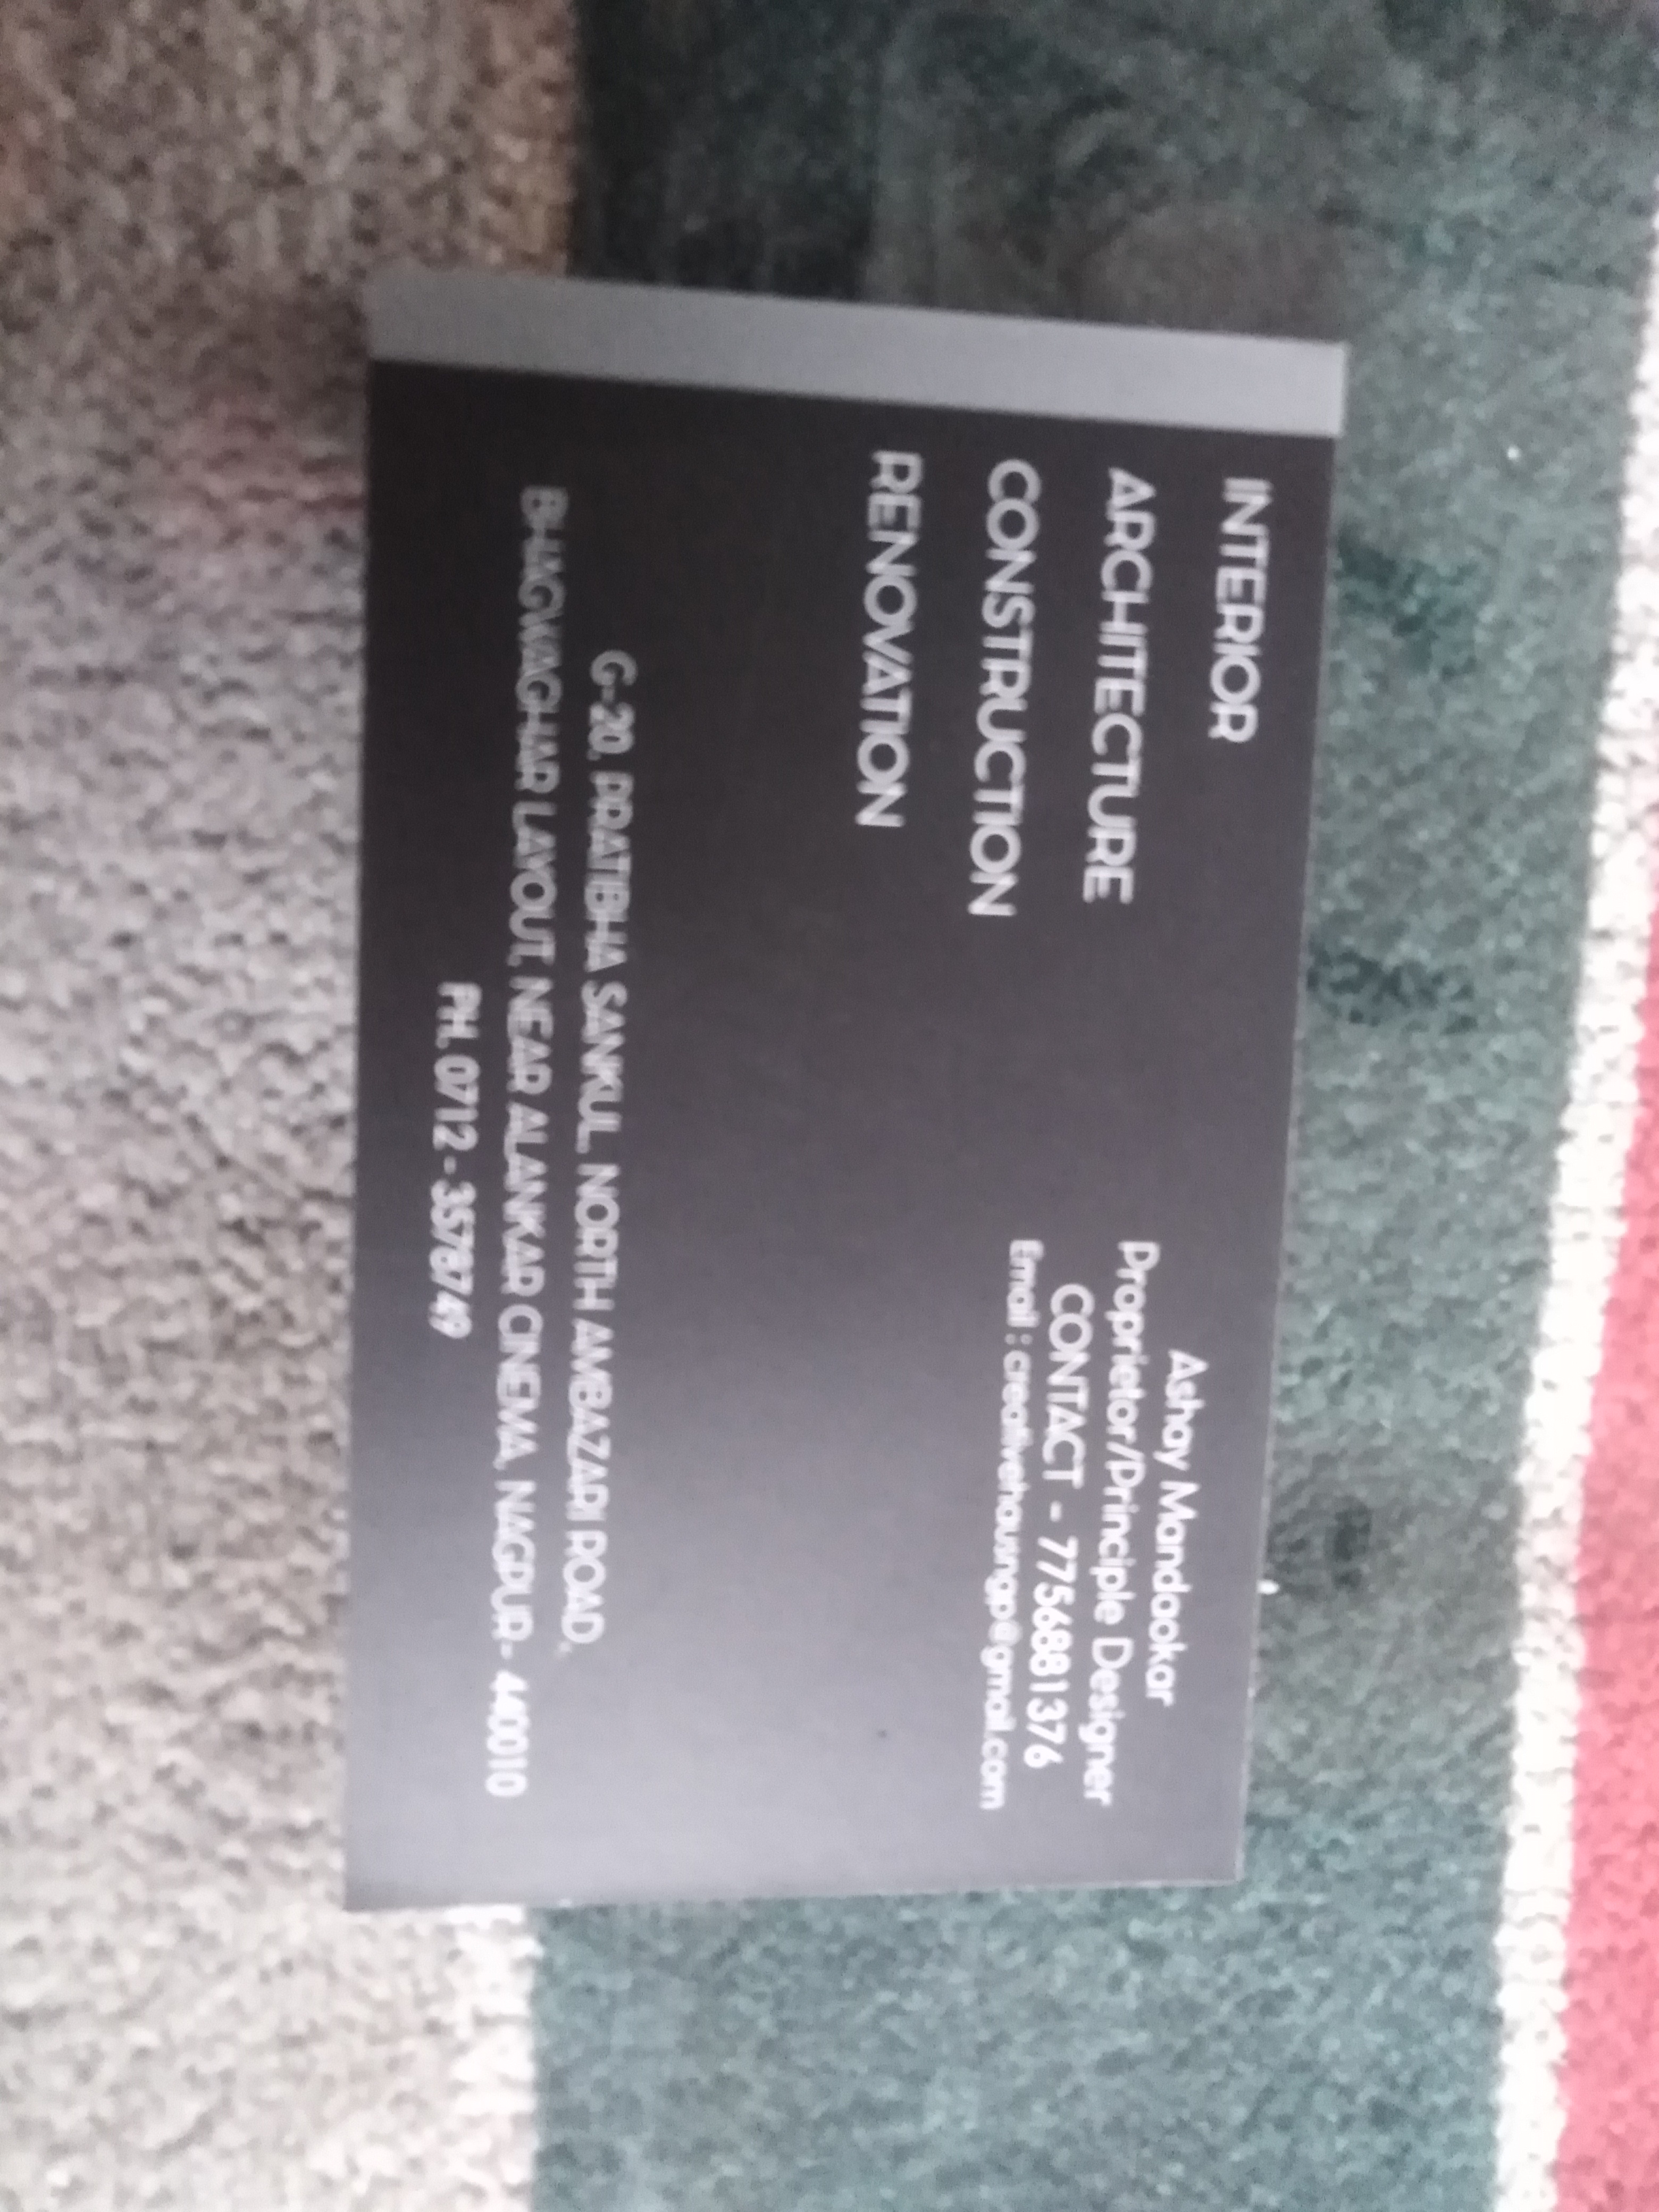 INTERIOR
ARCHITECTURE
CONSTRUCTION
RENOVATION
Ashay Mandaokar
Proprietor/Principle Designer
CONTACT - 7756881376
Email : creativehausngp@gmail.com
G-20, PRATIBHA SANKUL, NORTH AMBAZARI ROAD,
BHAGWAGHAR LAYOUT, NEAR ALANKAR CINEMA, NAGPUR- 440010
PH. 0712 - 3578749